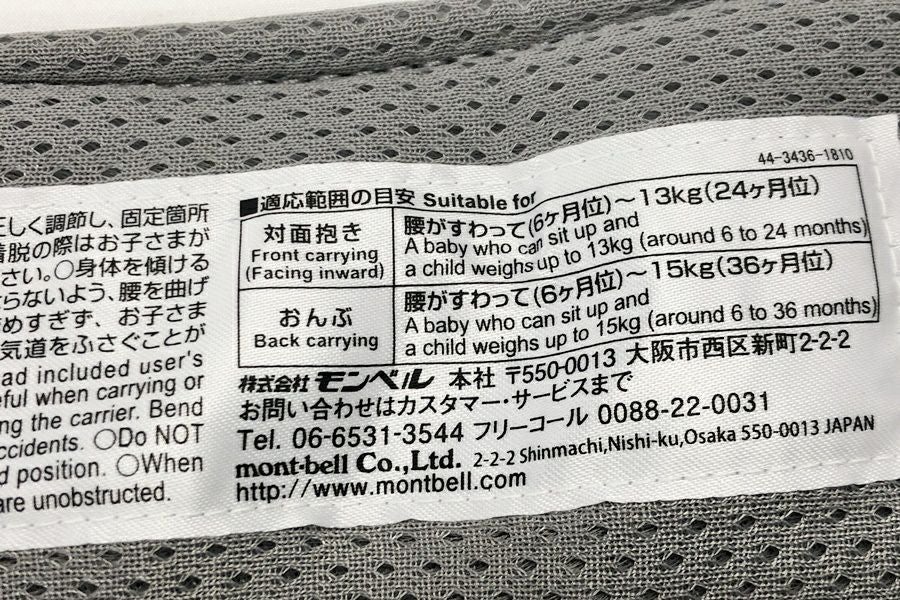 44-3436-1810
正しく調節し、固定箇所
着脱の際はお子さまが
さい。○身体を傾ける
らないよう、腰を曲げ
めすぎず、お子さま
気道をふさぐことが
ad included user's
ful when carrying or
ng the carrier. Bend
ccidents. ○Do NOT
d position. ○When
are unobstructed.
■適応範囲の目安 Suitable for
対面抱き
Front carrying
(Facing inward)
腰がすわって(6ヶ月位)～13kg(24ヶ月位)
A baby who can sit up and
a child weighs up to 13kg (around 6 to 24 months)
おんぶ
Back carrying
腰がすわって(6ヶ月位)～15kg(36ヶ月位)
A baby who can sit up and
a child weighs up to 15kg (around 6 to 36 months)
株式会社 モンベル 本社 〒550-0013 大阪市西区新町2-2-2
お問い合わせはカスタマー・サービスまで
Tel. 06-6531-3544 フリーコール 0088-22-0031
mont-bell Co.,Ltd. 2-2-2 Shinmachi,Nishi-ku,Osaka 550-0013 JAPAN
http://www.montbell.com